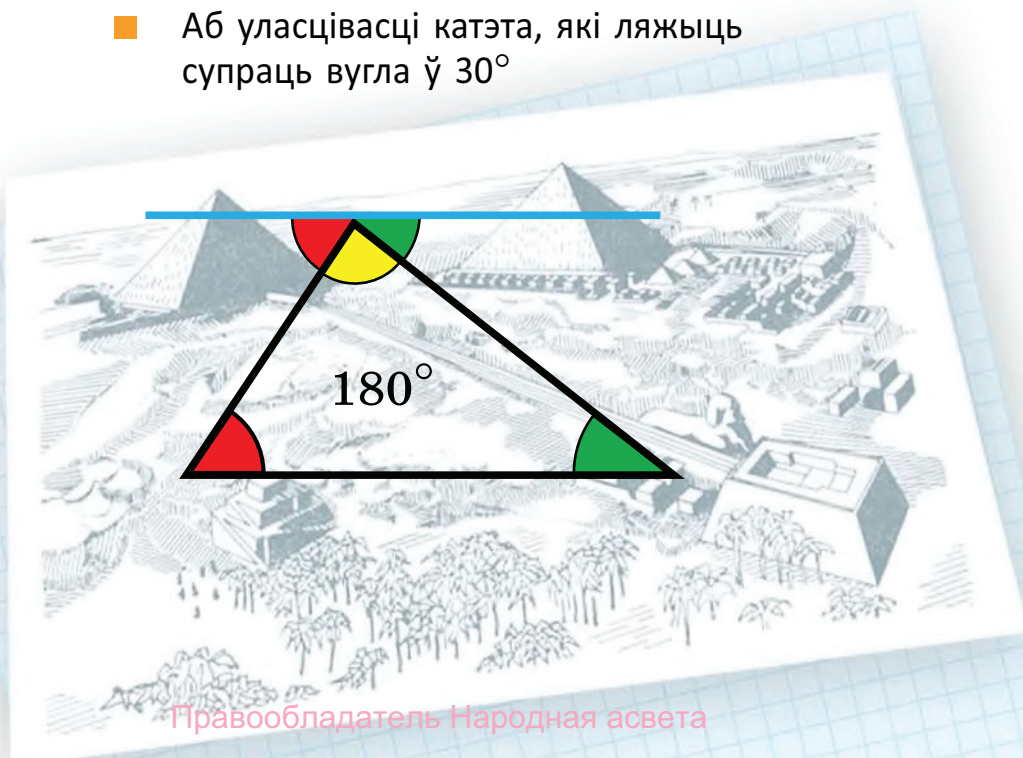 Аб уласцівасці катэта, які ляжыць
супраць вугла ў 30°
180°
Правообладатель Народная асвета